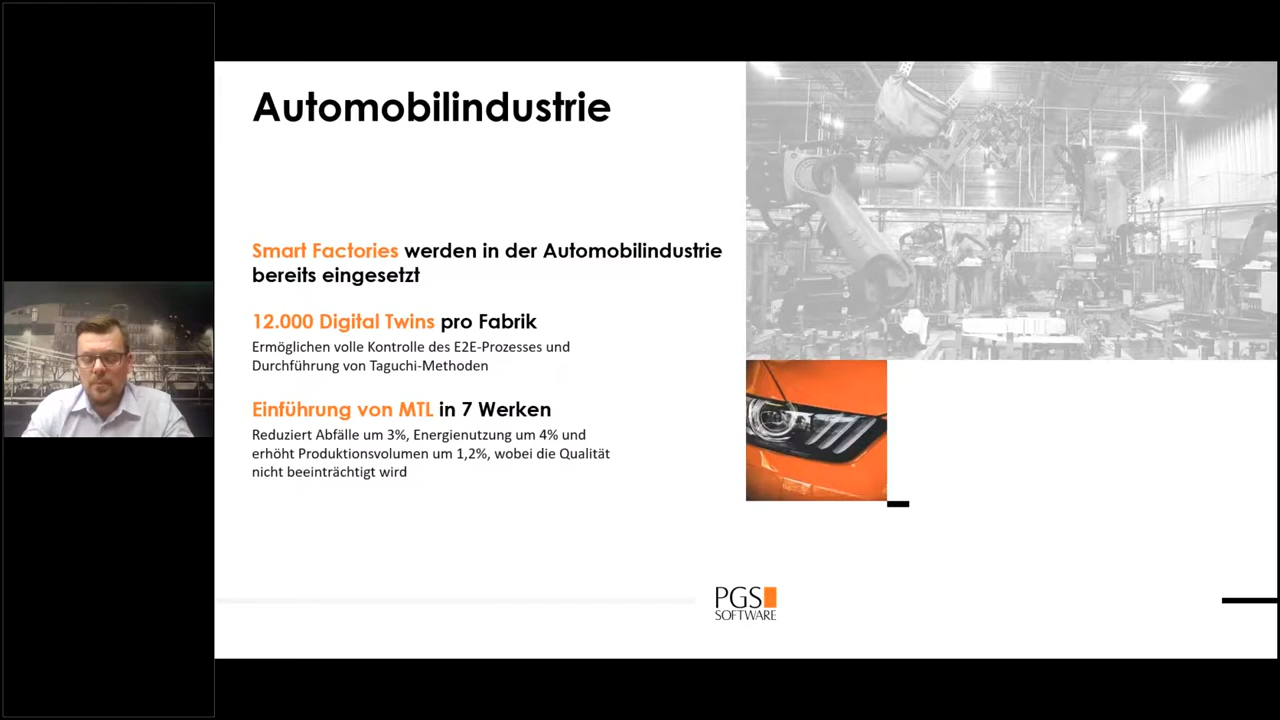 Automobilindustrie
Smart Factories werden in der Automobilindustrie
bereits eingesetzt
12.000 Digital Twins pro Fabrik
Ermöglichen volle Kontrolle des E2E-Prozesses und
Durchführung von Taguchi-Methoden
Einführung von MTL in 7 Werken
Reduziert Abfälle um 3%, Energienutzung um 4% und
erhöht Produktionsvolumen um 1,2%, wobei die Qualität
nicht beeinträchtigt wird
PGS
SOFTWARE